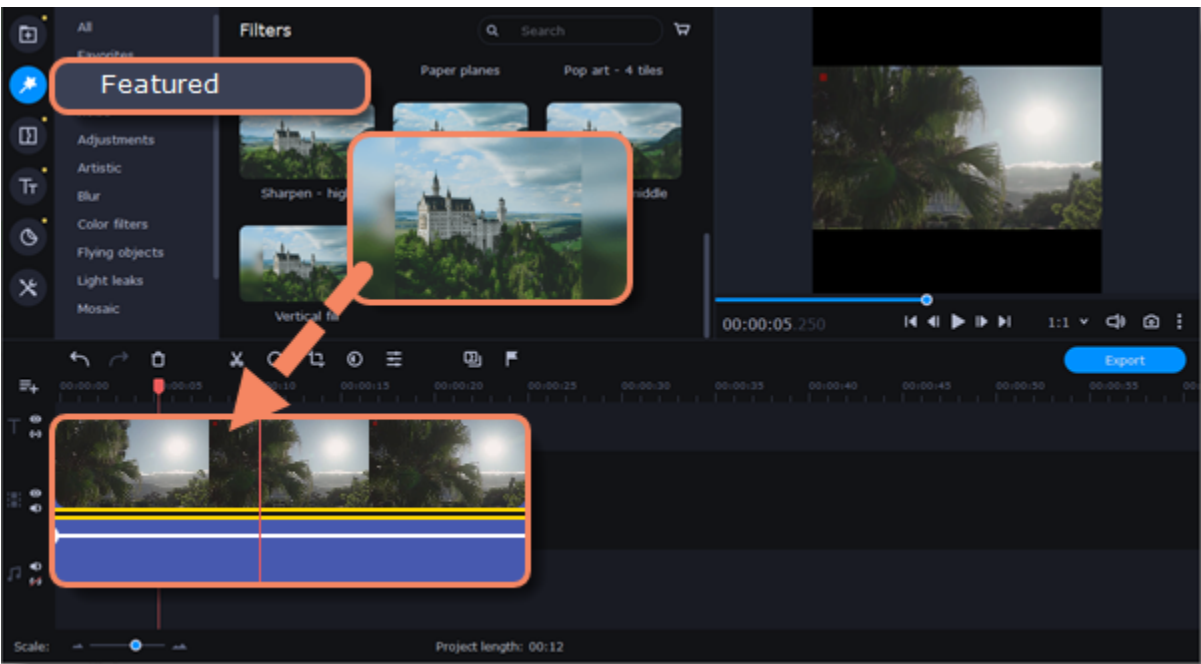 All
Filters
Search
Favorites
Featured
Paper planes
Pop art - 4 tiles
Adjustments
Artistic
Blur
Color filters
Flying objects
Light leaks
Mosaic
Sharpen - hig
middle
Vertical fil
00:00:05.250
1:1
Export
00:00:00
00:00:05
:10
00:00:15
00:00:20
00:00:25
00:00:30
00:00:35
00:00:40
00:00:45
00:00:50
00:00:55
00
Scale:
Project length: 00:12